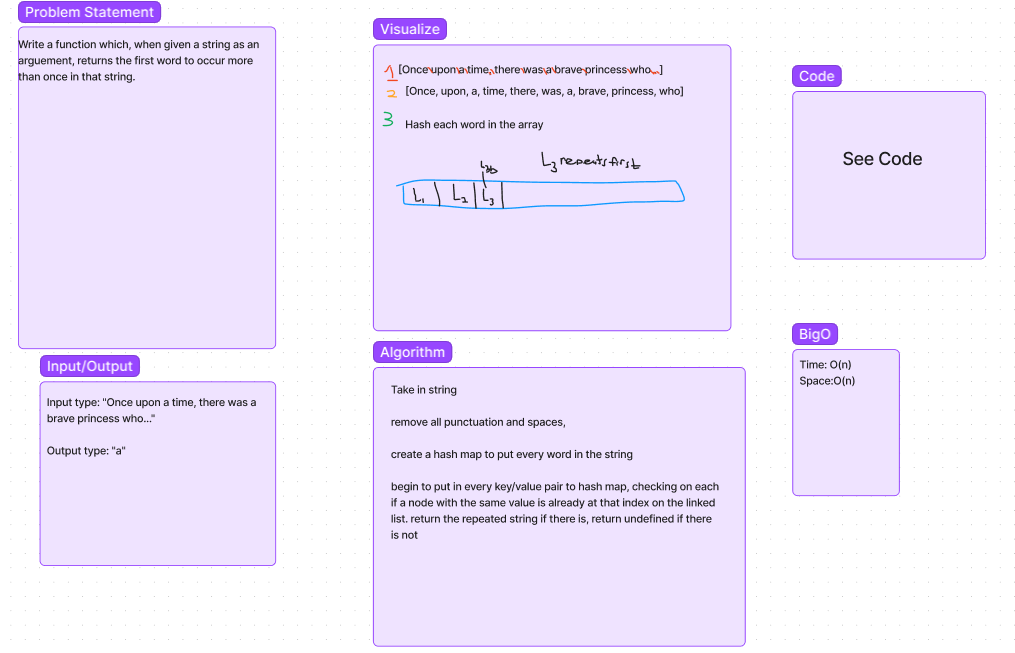 Problem Statement
Write a function which, when given a string as an
arguement, returns the first word to occur more
than once in that string.
Input/Output
Input type: "Once upon a time, there was a
brave princess who..."
Output type: "a"
Visualize
1 [Once upon a time, there was a brave princess who...]
2 [Once, upon, a, time, there, was, a, brave, princess, who]
3 Hash each word in the array
L3 repeats first
L1 L2 L3
Algorithm
Take in string
remove all punctuation and spaces,
create a hash map to put every word in the string
begin to put in every key/value pair to hash map, checking on each
if a node with the same value is already at that index on the linked
list. return the repeated string if there is, return undefined if there
is not
Code
See Code
BigO
Time: O(n)
Space:O(n)